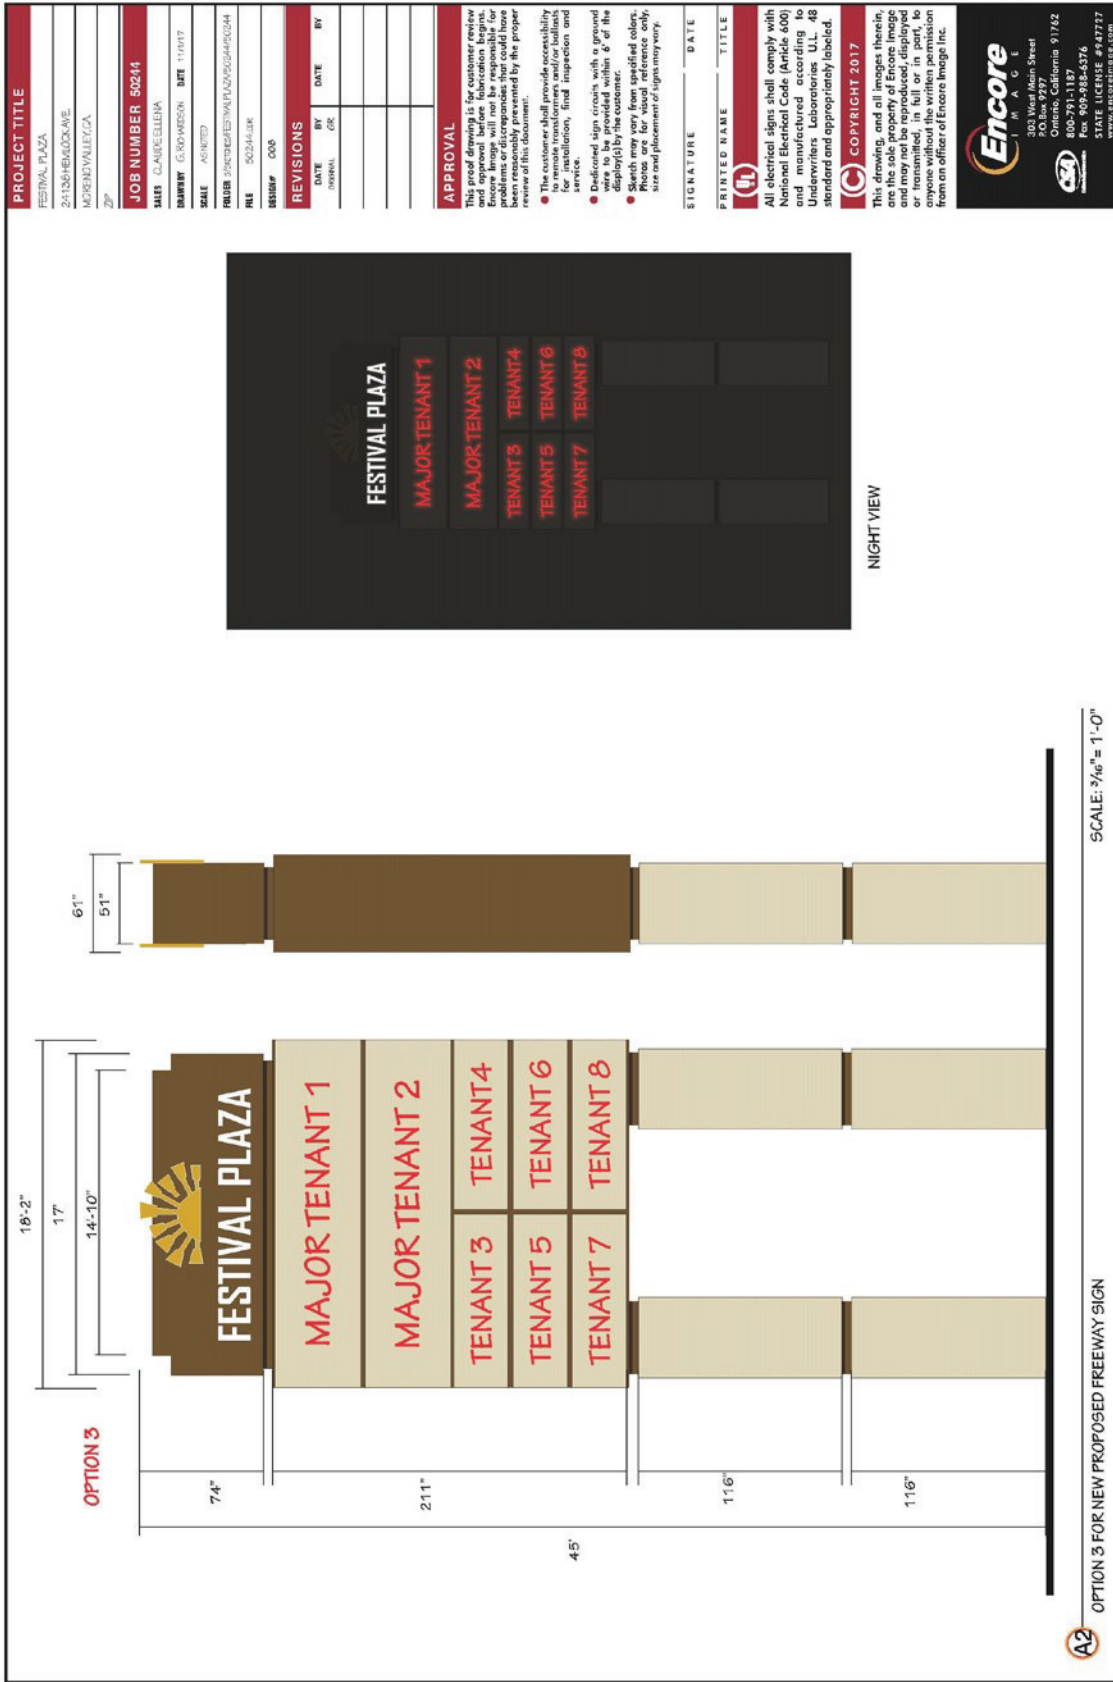 OPTION 3
18'-2"
17'
14'-10"
61"
51"
74"
211"
116"
116"
45'
FESTIVAL PLAZA
MAJOR TENANT 1
MAJOR TENANT 2
TENANT 3
TENANT 4
TENANT 5
TENANT 6
TENANT 7
TENANT 8
FESTIVAL PLAZA
MAJOR TENANT 1
MAJOR TENANT 2
TENANT 3
TENANT4
TENANT 5
TENANT 6
TENANT 7
TENANT 8
NIGHT VIEW
A2
OPTION 3 FOR NEW PROPOSED FREEWAY SIGN
SCALE: 3/16"= 1'-0"
PROJECT TITLE
FESTIVAL PLAZA
24138 HEMLOCK AVE.
MORENO VALLEY, CA.
ZIP
JOB NUMBER 50244
SALES CLAUDE ELLENA
DRAWN BY G. RICHARDSON DATE 11/1/17
SCALE AS NOTED
FOLDER
FILE 50244.CDR
DESIGN# 008
REVISIONS
DATE BY DATE BY
ORIGINAL GR
APPROVAL
This proof drawing is for customer review
and approval before fabrication begins.
Encore Image will not be responsible for
problems or discrepancies that could have
been reasonably prevented by the proper
review of this document.
The customer shall provide accessibility
to remote transformers and/or ballasts
for installation, final inspection and
service.
Dedicated sign circuits with a ground
wire to be provided within 6' of the
display(s) by the customer.
Sketch may vary from specified colors.
Photos are for visual reference only,
size and placement of signs may vary.
SIGNATURE DATE
PRINTED NAME TITLE
UL
All electrical signs shall comply with
National Electrical Code (Article 600)
and manufactured according to
Underwriters Laboratories U.L. 48
standard and appropriately labeled.
C COPYRIGHT 2017
This drawing, and all images therein,
are the sole property of Encore Image
and may not be reproduced, displayed
or transmitted, in full or in part, to
anyone without the written permission
from an officer of Encore Image Inc.
Encore
IMAGE
303 West Main Street
P.O. Box 9297
Ontario, California 91762
800-791-1187
Fax 909-988-6376
STATE LICENSE #947727
www.encoreimage.com
CSA